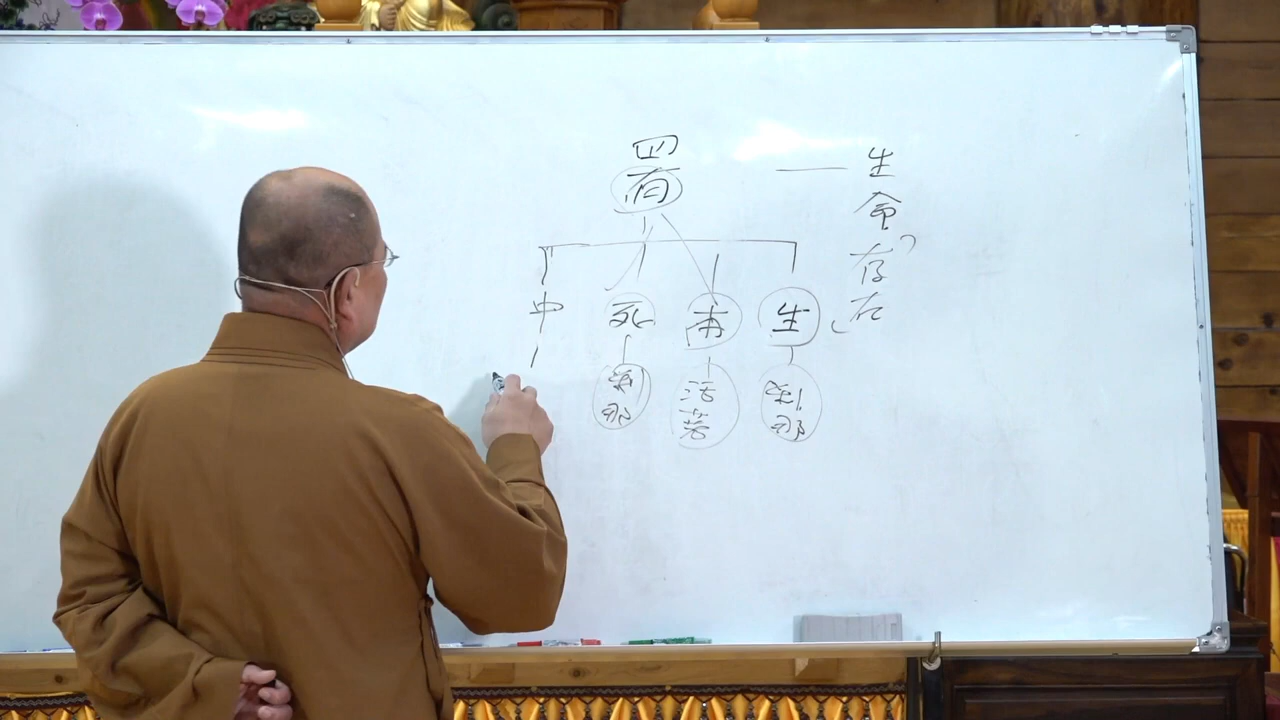 四有
生命「存在」
生
剎那
本
活著
死
剎那
中